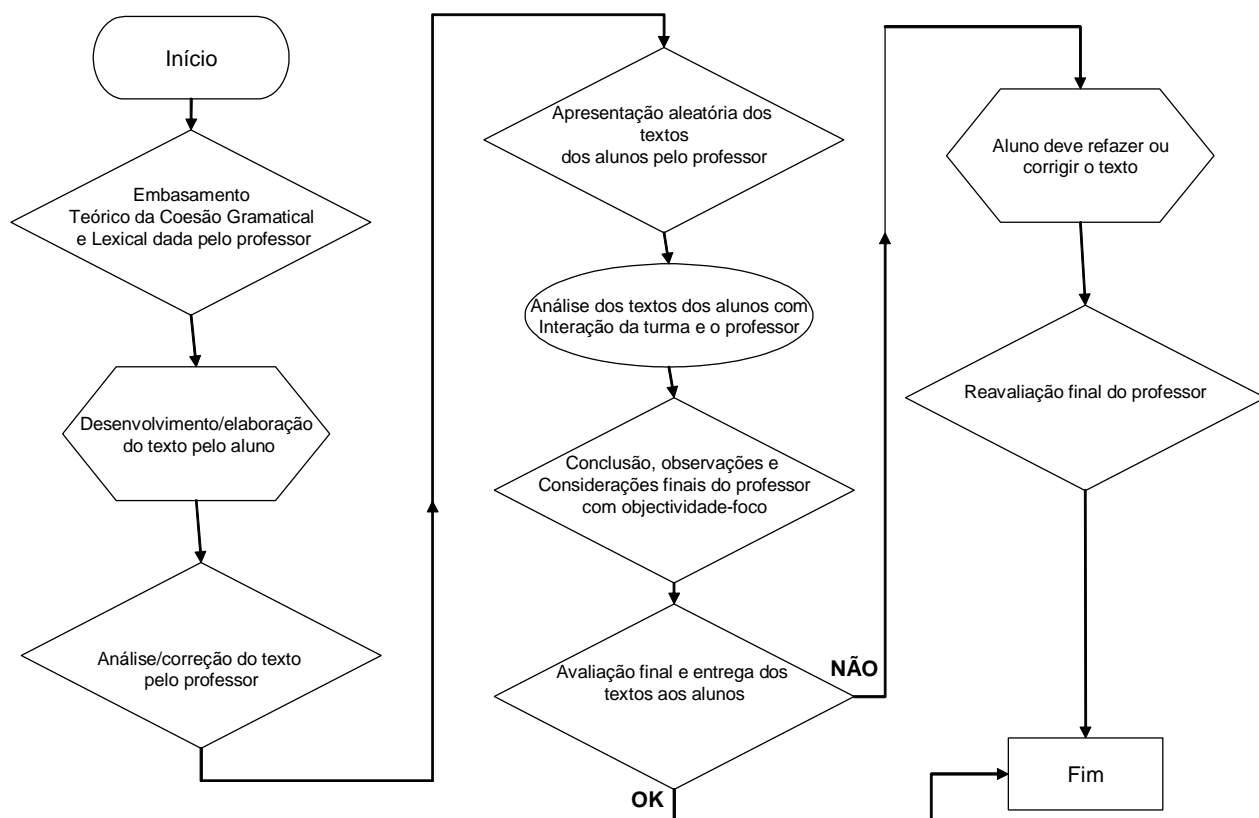 Início
Embasamento
Teórico da Coesão Gramatical
e Lexical dada pelo professor
Desenvolvimento/elaboração
do texto pelo aluno
Análise/correção do texto
pelo professor
Apresentação aleatória dos
textos
dos alunos pelo professor
Análise dos textos dos alunos com
Interação da turma e o professor
Conclusão, observações e
Considerações finais do professor
com objectividade-foco
Avaliação final e entrega dos
textos aos alunos
NÃO
OK
Aluno deve refazer ou
corrigir o texto
Reavaliação final do professor
Fim